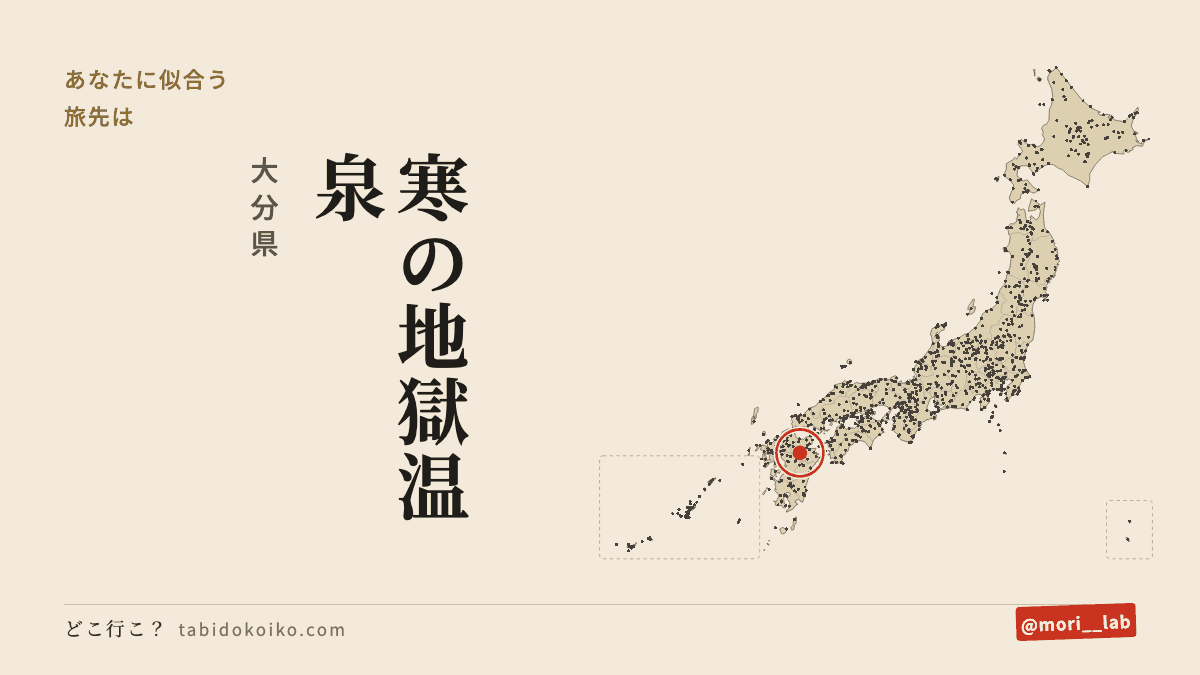 あなたに似合う
旅先は
寒の地獄温
泉
大分県
どこ行こ？ tabidokoiko.com
@mori__lab